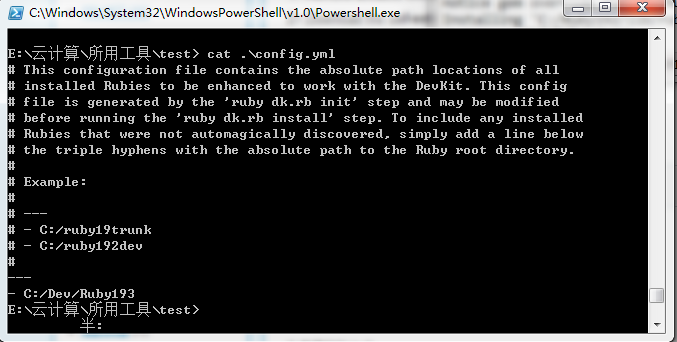 C:\Windows\System32\WindowsPowerShell\v1.0\Powershell.exe
E:\云计算\所用工具\test> cat .\config.yml
# This configuration file contains the absolute path locations of all
# installed Rubies to be enhanced to work with the DevKit. This config
# file is generated by the 'ruby dk.rb init' step and may be modified
# before running the 'ruby dk.rb install' step. To include any installed
# Rubies that were not automagically discovered, simply add a line below
# the triple hyphens with the absolute path to the Ruby root directory.
#
# Example:
#
# ---
# - C:/ruby19trunk
# - C:/ruby192dev
#
---
- C:/Dev/Ruby193
E:\云计算\所用工具\test>
半: